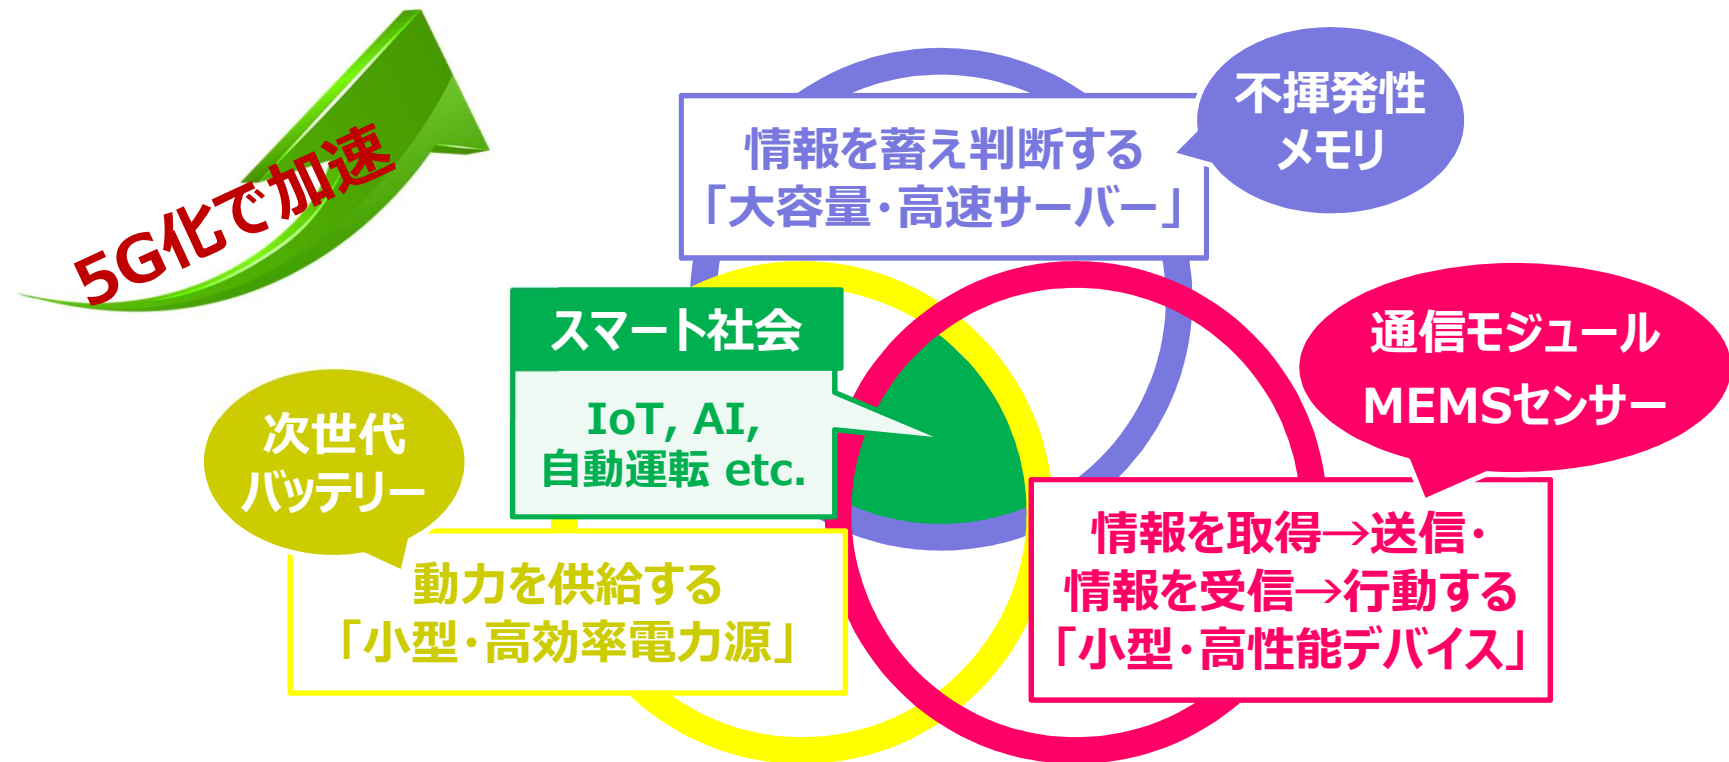 5G化で加速
不揮発性
メモリ
情報を蓄え判断する
「大容量・高速サーバー」
スマート社会
IoT, AI,
自動運転 etc.
通信モジュール
MEMSセンサー
次世代
バッテリー
動力を供給する
「小型・高効率電力源」
情報を取得→送信・
情報を受信→行動する
「小型・高性能デバイス」